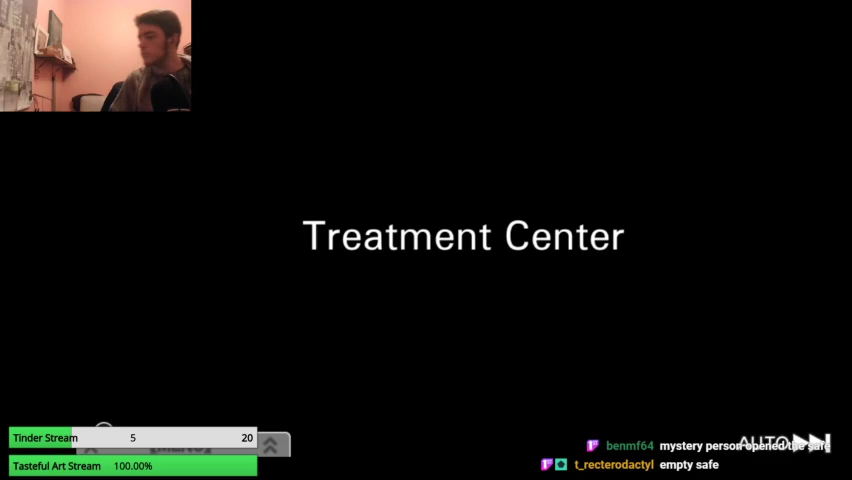 Treatment Center
Tinder Stream 5 20
[MENU]
Tasteful Art Stream 100.00%
AUTO
benmf64 mystery person opened the safe
t_recterodactyl empty safe